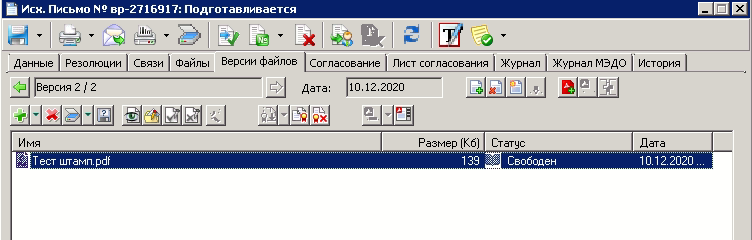 Исх. Письмо № вр-2716917: Подготавливается
Данные Резолюции Связи Файлы Версии файлов Согласование Лист согласования Журнал Журнал МЭДО История
Версия 2 / 2 Дата: 10.12.2020
Имя Размер (Кб) Статус Дата
Тест штамп.pdf 139 Свободен 10.12.2020 ...